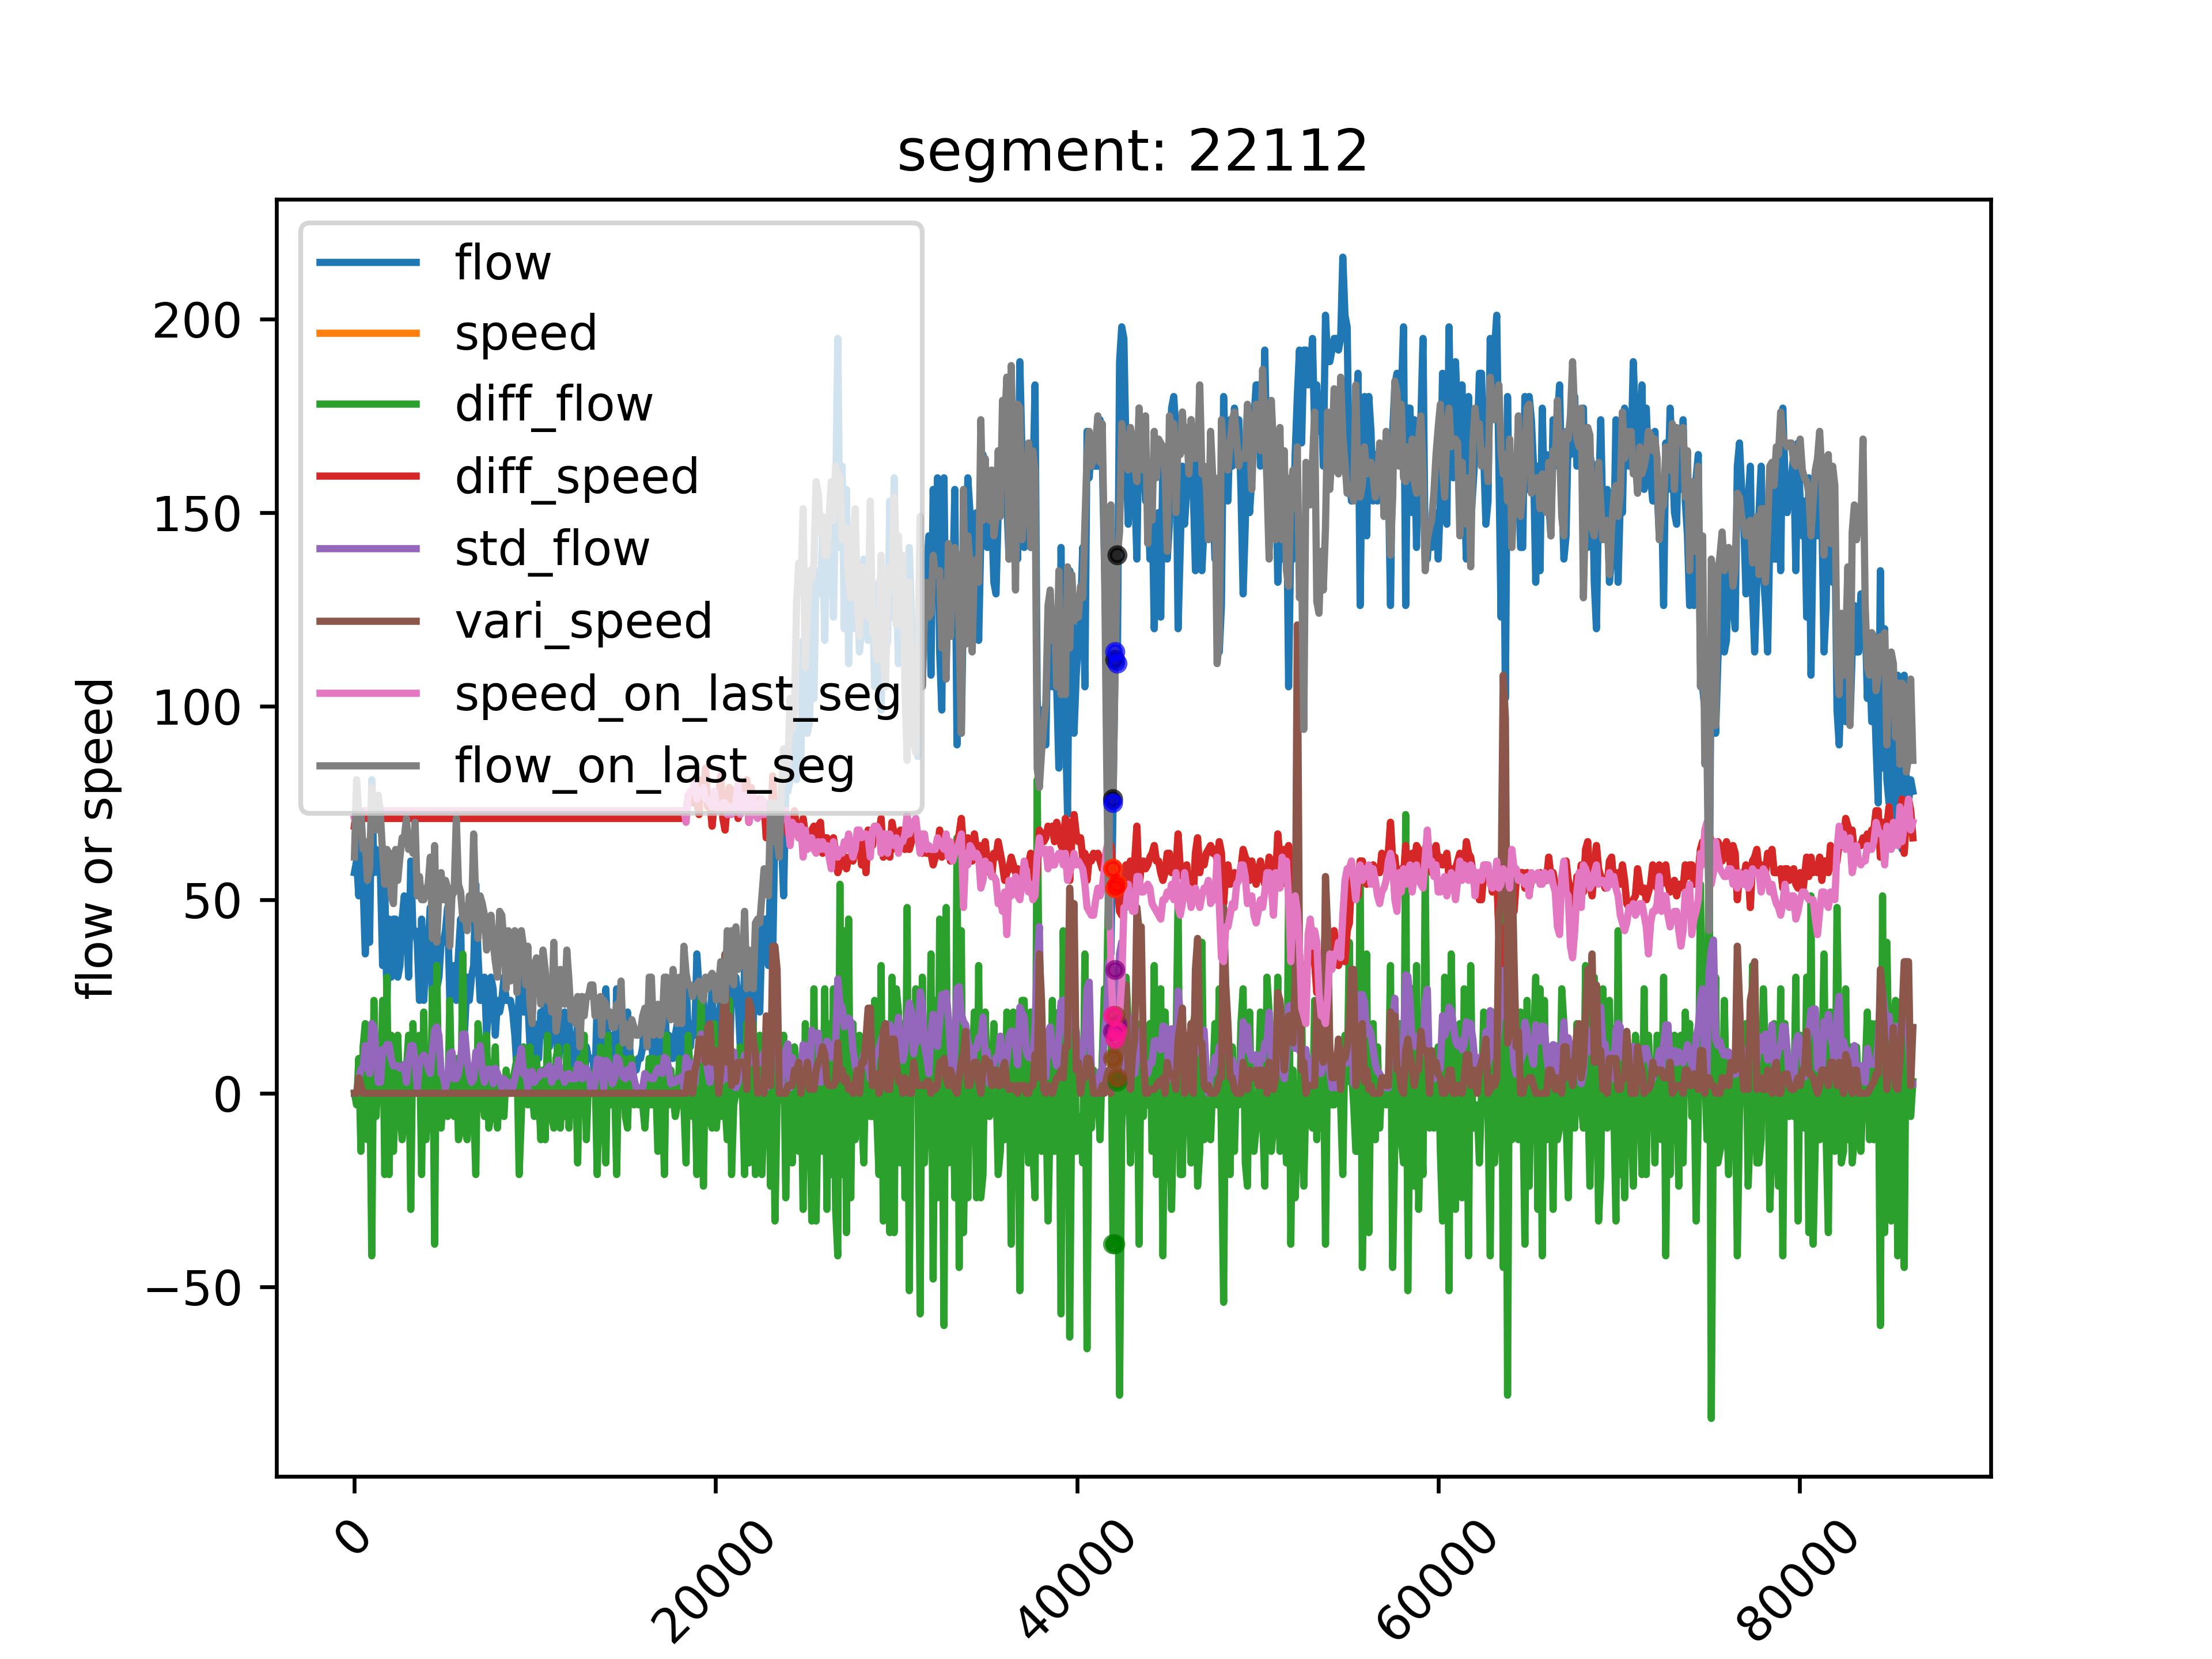 segment: 22112
flow
speed
diff_flow
diff_speed
std_flow
vari_speed
speed_on_last_seg
flow_on_last_seg
flow or speed
200
150
100
50
0
−50
0
20000
40000
60000
80000